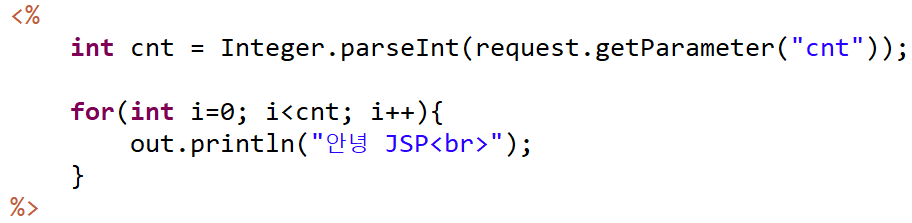 <%
int cnt = Integer.parseInt(request.getParameter("cnt"));
for(int i=0; i<cnt; i++){
out.println("안녕 JSP<br>");
}
%>